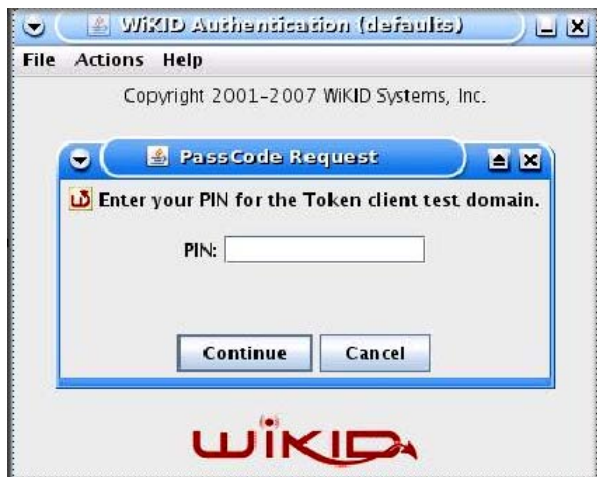 WiKID Authentication (defaults)
File Actions Help
Copyright 2001-2007 WiKID Systems, Inc.
PassCode Request
Enter your PIN for the Token client test domain.
PIN:
Continue Cancel
WiKID